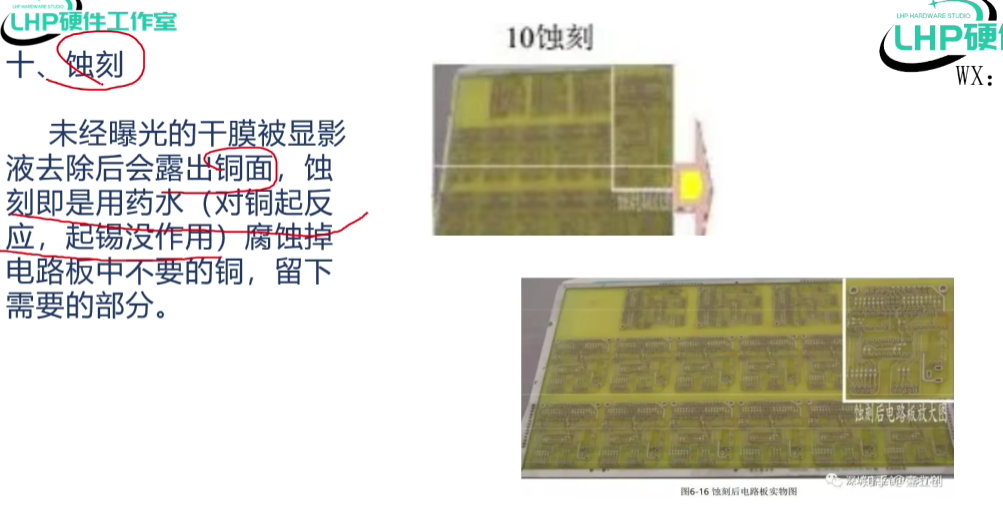 LHP HARDWARE STUDIO
LHP硬件工作室
十、蚀刻
未经曝光的干膜被显影
液去除后会露出铜面，蚀
刻即是用药水（对铜起反
应，起锡没作用）腐蚀掉
电路板中不要的铜，留下
需要的部分。
10蚀刻
LHP HARDWARE STUDIO
LHP硬件
WX：
蚀刻后电路板放大图
图6-16 蚀刻后电路板实物图